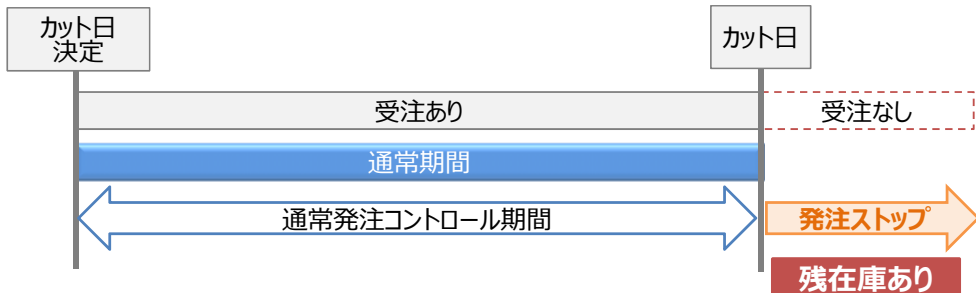 カット日
決定
カット日
受注あり
受注なし
通常期間
通常発注コントロール期間
発注ストップ
残在庫あり